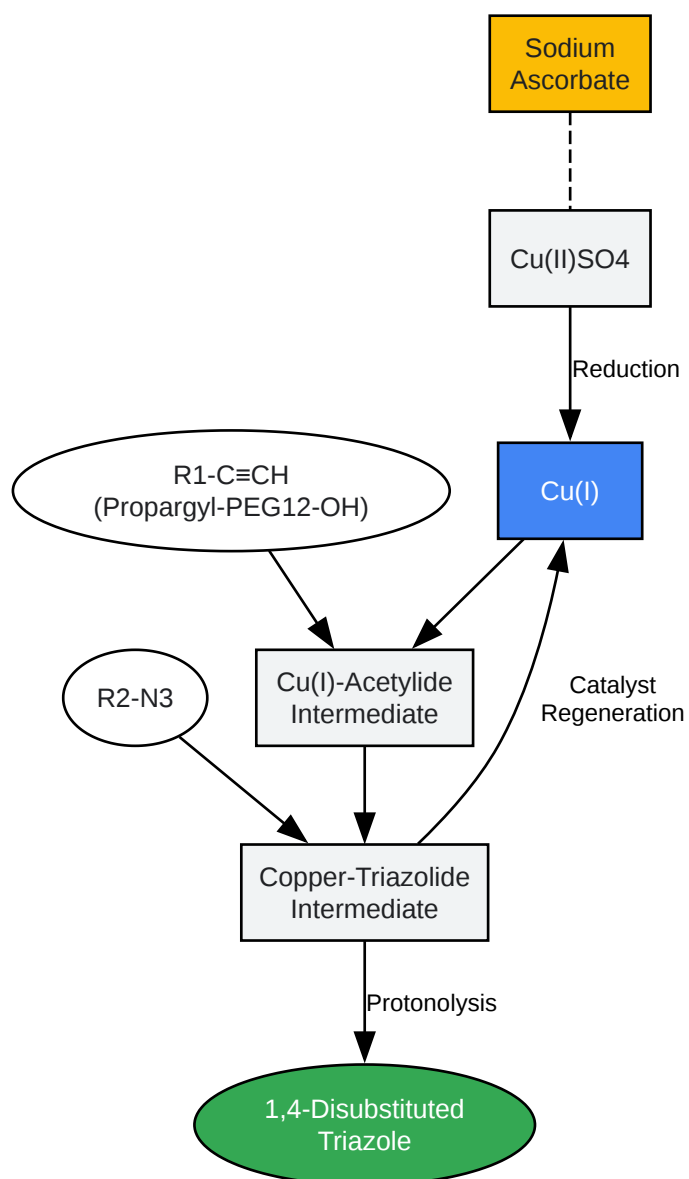 Sodium
Ascorbate
Cu(II)SO4
Reduction
R1-C≡CH
(Propargyl-PEG12-OH)
Cu(I)
Cu(I)-Acetylide
Intermediate
R2-N3
Catalyst
Regeneration
Copper-Triazolide
Intermediate
Protonolysis
1,4-Disubstituted
Triazole